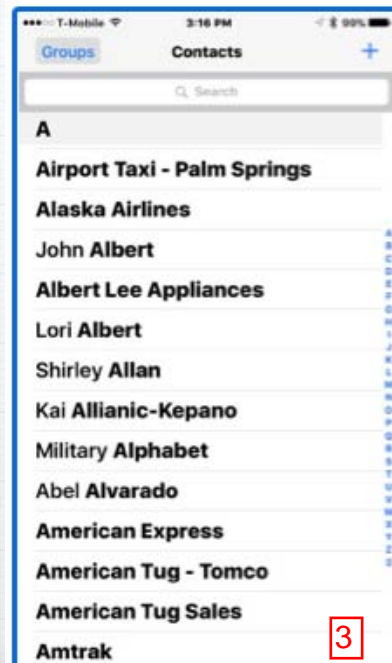 T-Mobile 3:16 PM 99%
Groups Contacts +
Search
A
Airport Taxi - Palm Springs
Alaska Airlines
John Albert
Albert Lee Appliances
Lori Albert
Shirley Allan
Kai Allianic-Kepano
Military Alphabet
Abel Alvarado
American Express
American Tug - Tomco
American Tug Sales
Amtrak
3
A
B
C
D
E
F
G
H
I
J
K
L
M
N
O
P
Q
R
S
T
U
V
W
X
Y
Z
#